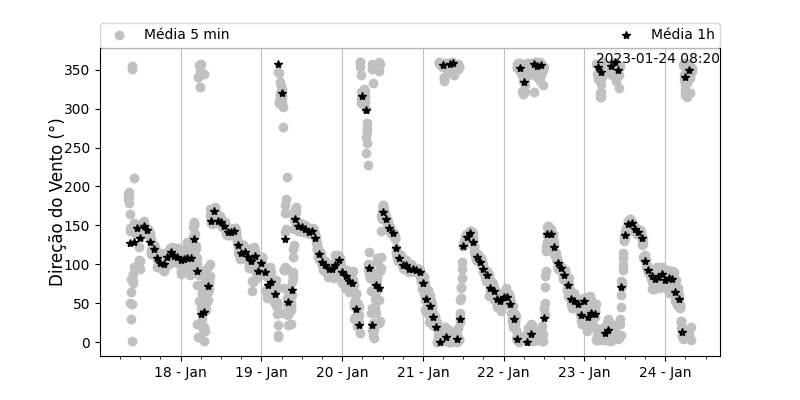 Média 5 min
Média 1h
2023-01-24 08:20
Direção do Vento (°)
350
300
250
200
150
100
50
0
18 - Jan
19 - Jan
20 - Jan
21 - Jan
22 - Jan
23 - Jan
24 - Jan